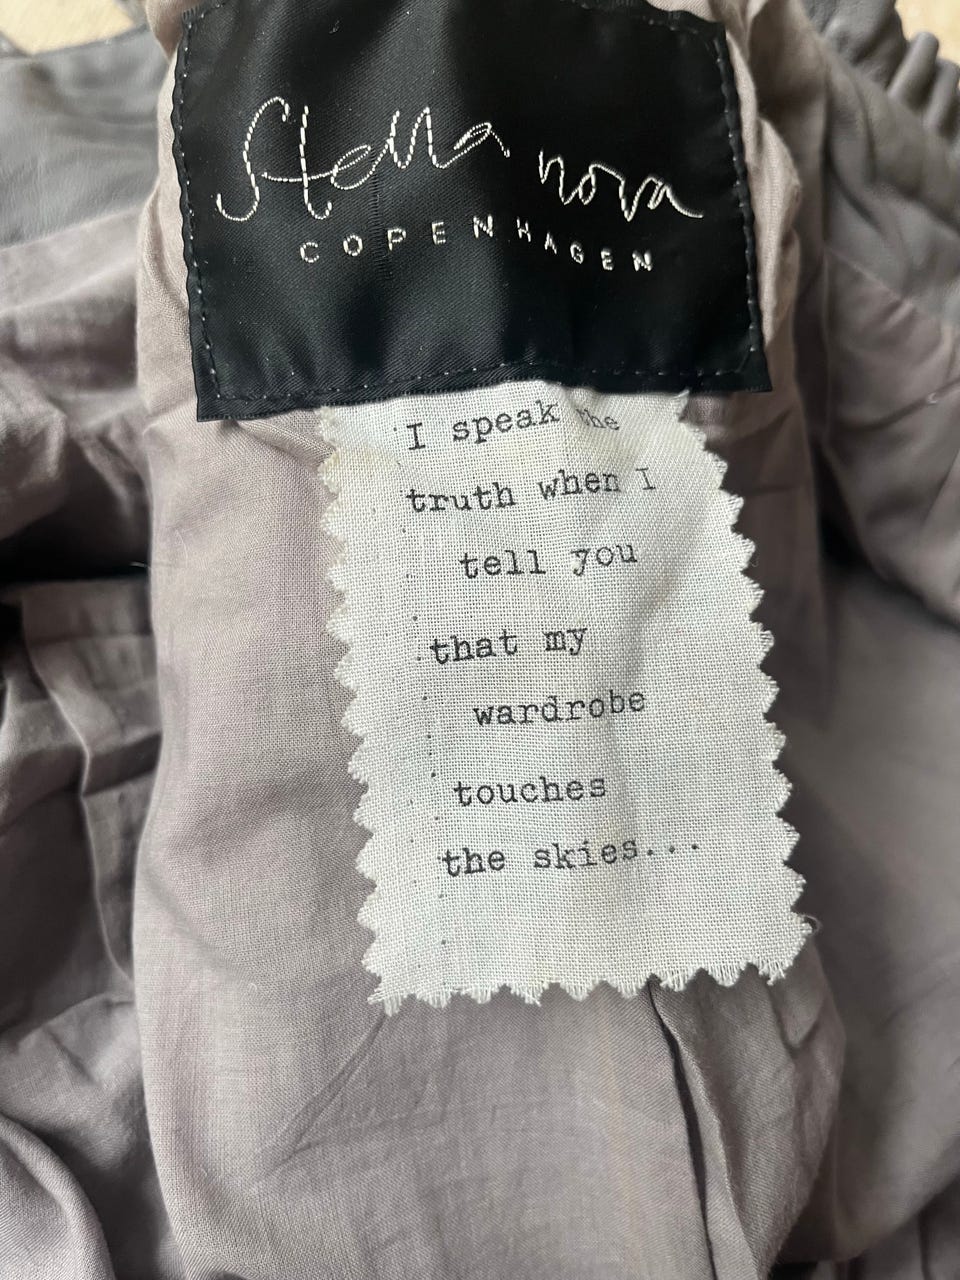 Stella nova
COPENHAGEN
I speak the
truth when I
tell you
that my
wardrobe
touches
the skies...